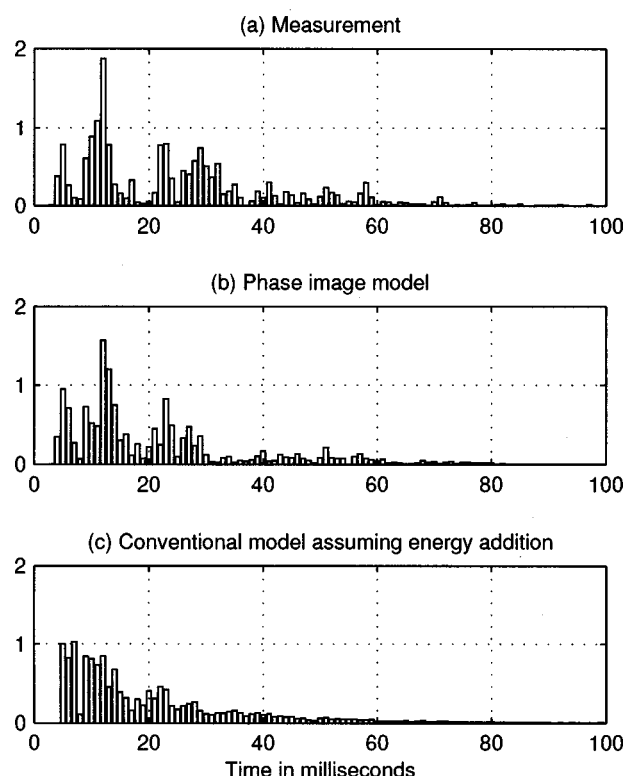 (a) Measurement
2
1
0
0 20 40 60 80 100
(b) Phase image model
2
1
0
0 20 40 60 80 100
(c) Conventional model assuming energy addition
2
1
0
0 20 40 60 80 100
Time in milliseconds